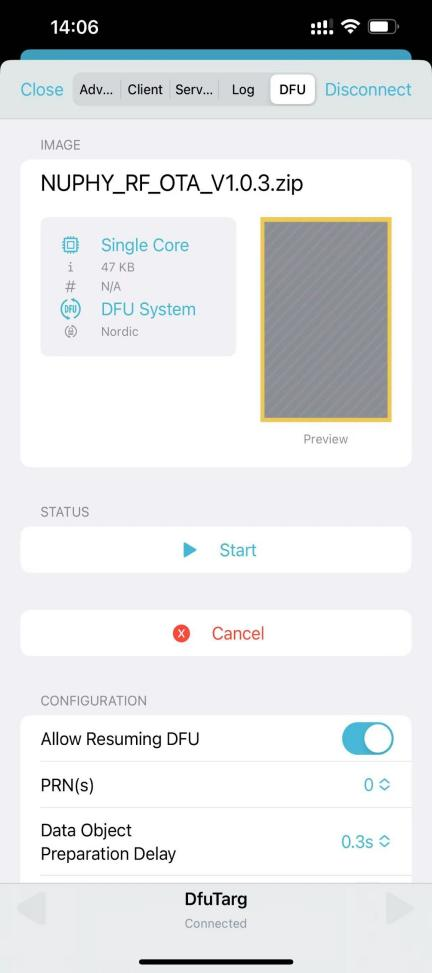 14:06
Close Adv... Client Serv... Log DFU Disconnect
IMAGE
NUPHY_RF_OTA_V1.0.3.zip
Single Core
i 47 KB
# N/A
DFU DFU System
Nordic
Preview
STATUS
Start
X Cancel
CONFIGURATION
Allow Resuming DFU
PRN(s) 0
Data Object
Preparation Delay 0.3s
DfuTarg
Connected